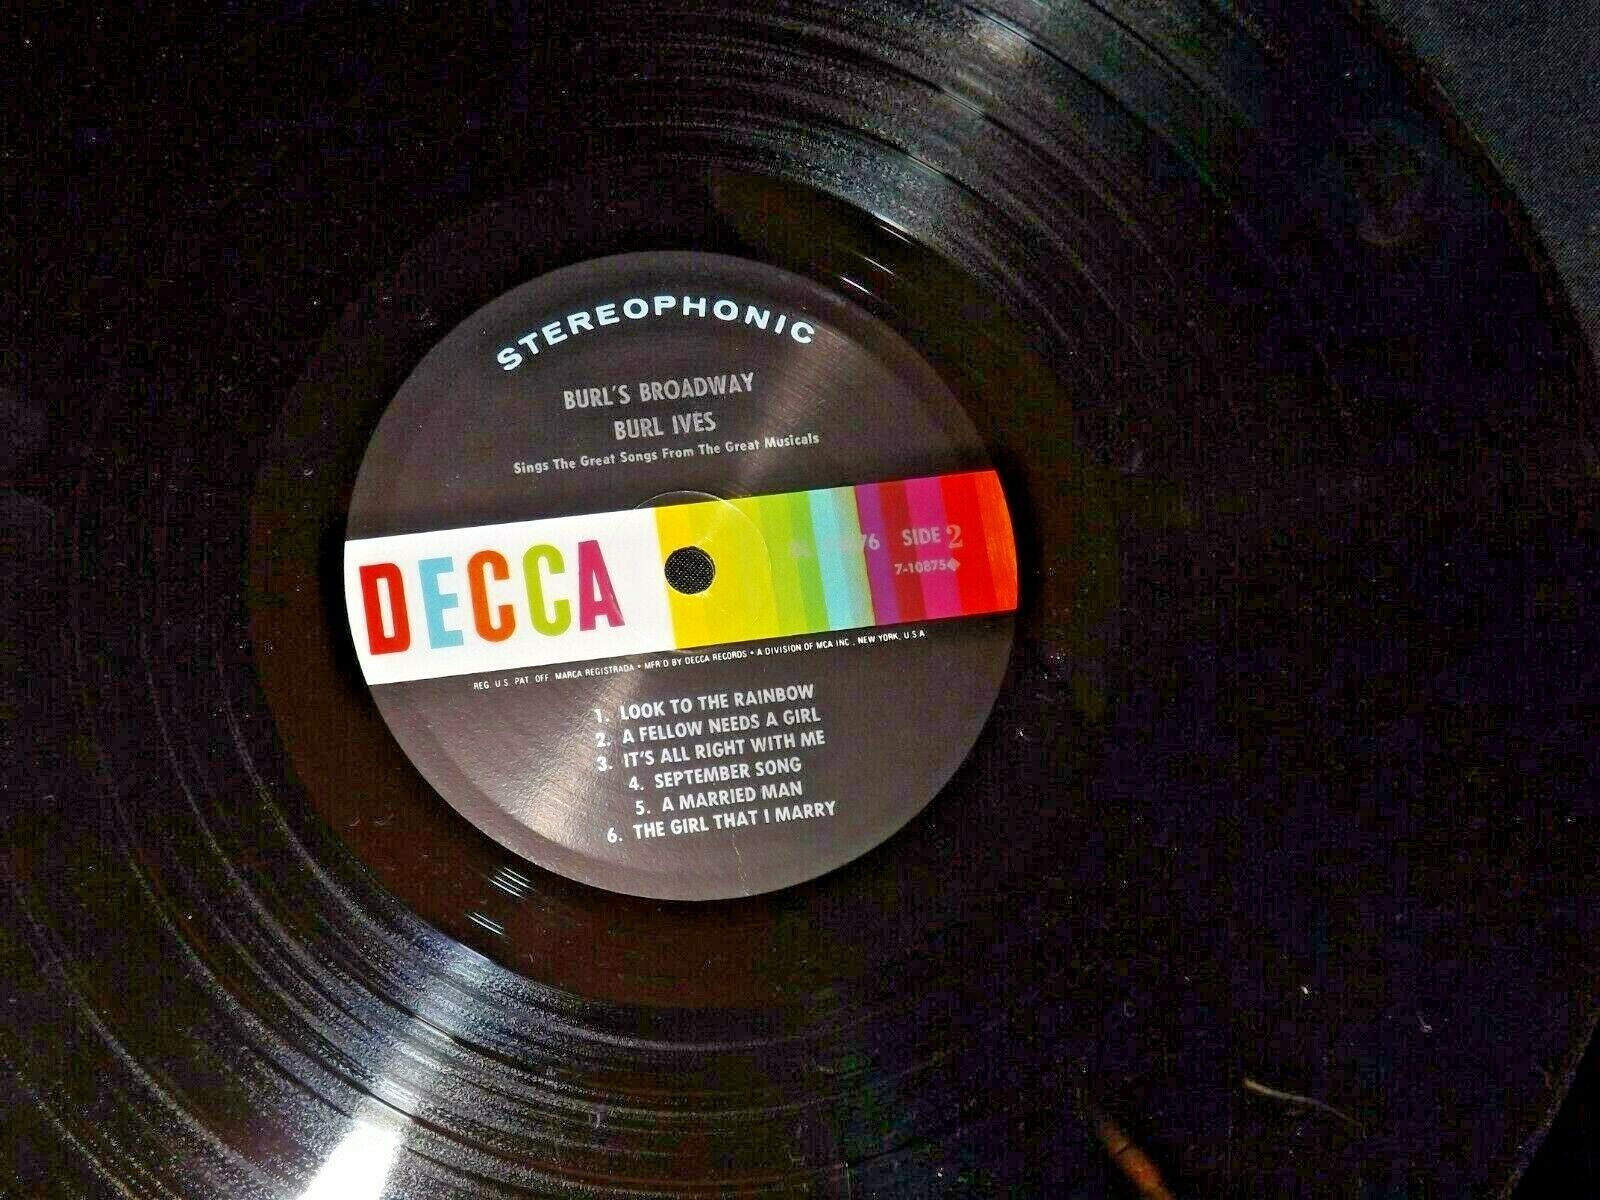 STEREOPHONIC
BURL'S BROADWAY
BURL IVES
Sings The Great Songs From The Great Musicals
DECCA
SIDE 2
7-10875◆
REG. U.S. PAT. OFF. MARCA REGISTRADA • MFR'D BY DECCA RECORDS • A DIVISION OF MCA INC., NEW YORK, U.S.A
1. LOOK TO THE RAINBOW
2. A FELLOW NEEDS A GIRL
3. IT'S ALL RIGHT WITH ME
4. SEPTEMBER SONG
5. A MARRIED MAN
6. THE GIRL THAT I MARRY